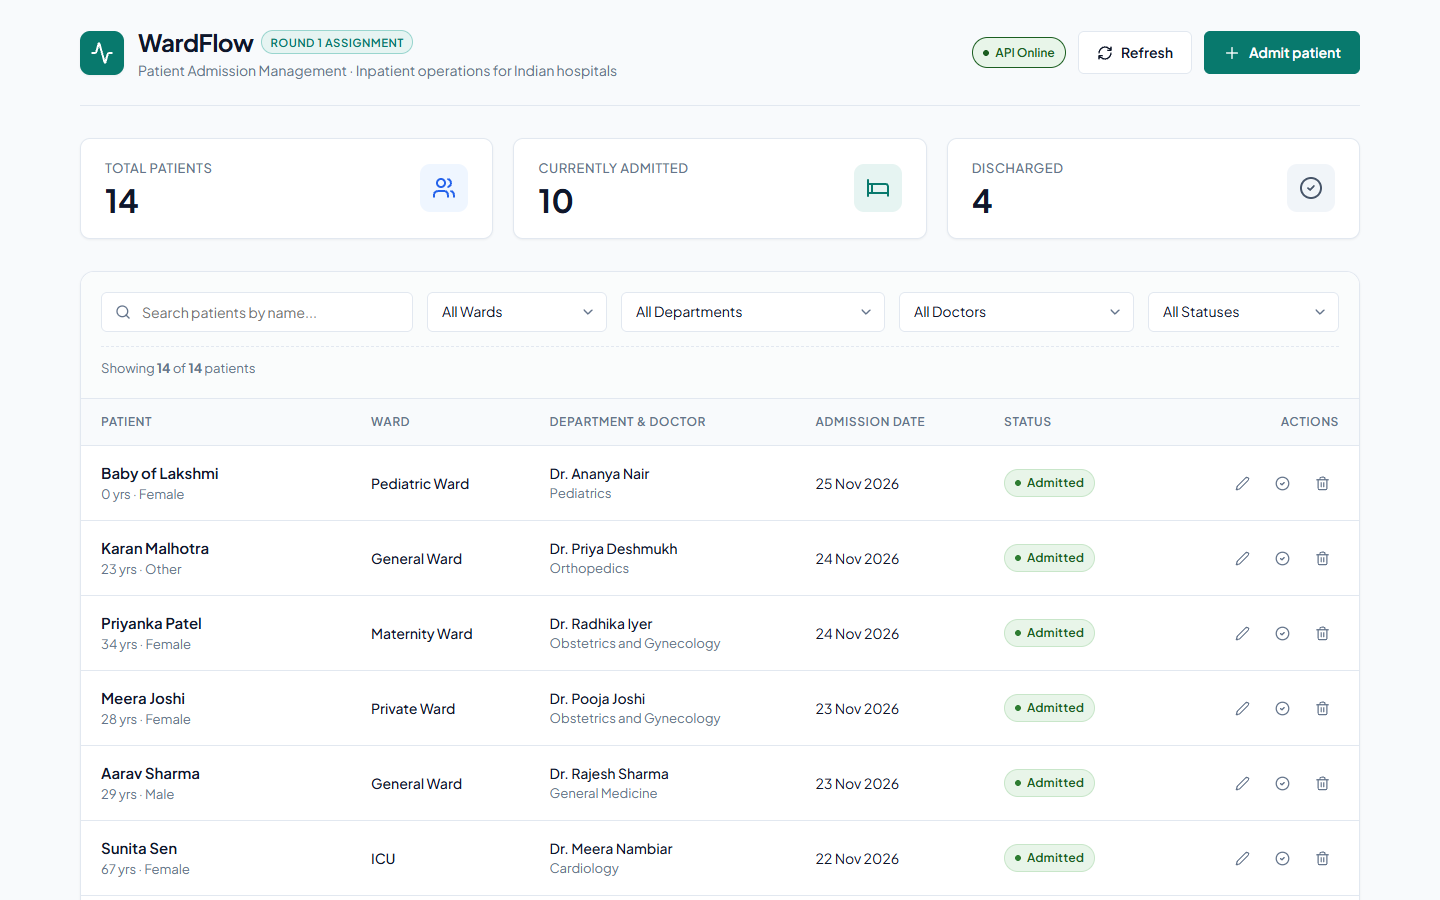 WardFlow ROUND 1 ASSIGNMENT
Patient Admission Management · Inpatient operations for Indian hospitals
API Online
Refresh
Admit patient
TOTAL PATIENTS
14
CURRENTLY ADMITTED
10
DISCHARGED
4
Search patients by name...
All Wards
All Departments
All Doctors
All Statuses
Showing 14 of 14 patients
PATIENT WARD DEPARTMENT & DOCTOR ADMISSION DATE STATUS ACTIONS
Baby of Lakshmi
0 yrs · Female
Pediatric Ward
Dr. Ananya Nair
Pediatrics
25 Nov 2026
Admitted
Karan Malhotra
23 yrs · Other
General Ward
Dr. Priya Deshmukh
Orthopedics
24 Nov 2026
Admitted
Priyanka Patel
34 yrs · Female
Maternity Ward
Dr. Radhika Iyer
Obstetrics and Gynecology
24 Nov 2026
Admitted
Meera Joshi
28 yrs · Female
Private Ward
Dr. Pooja Joshi
Obstetrics and Gynecology
23 Nov 2026
Admitted
Aarav Sharma
29 yrs · Male
General Ward
Dr. Rajesh Sharma
General Medicine
23 Nov 2026
Admitted
Sunita Sen
67 yrs · Female
ICU
Dr. Meera Nambiar
Cardiology
22 Nov 2026
Admitted